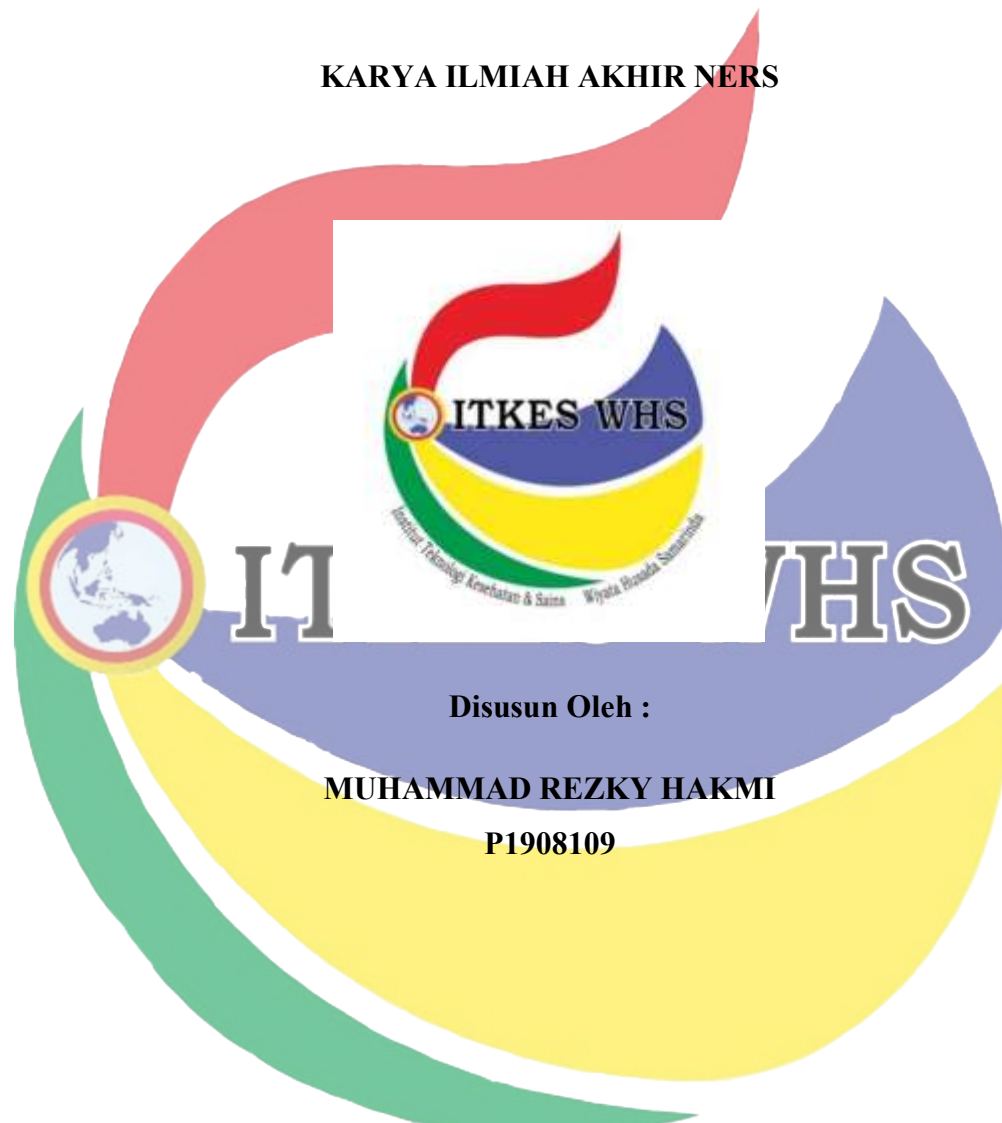 KARYA ILMIAH AKHIR NERS
ITKES WHS
Institut Teknologi Kesehatan & Sains Wiyata Husada Samarinda
Disusun Oleh :
MUHAMMAD REZKY HAKMI
P1908109